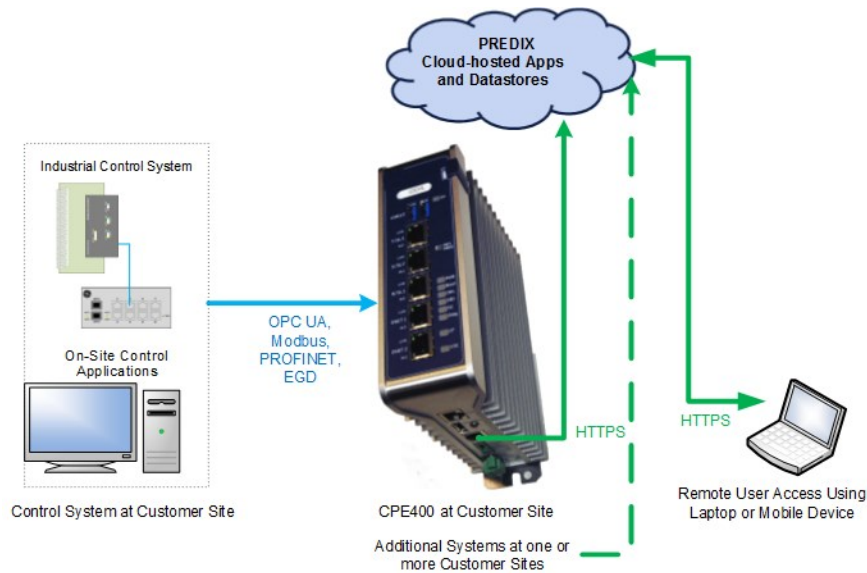 PREDIX
Cloud-hosted Apps
and Datastores
Industrial Control System
On-Site Control
Applications
OPC UA,
Modbus,
PROFINET,
EGD
HTTPS
HTTPS
Control System at Customer Site
CPE400 at Customer Site
Remote User Access Using
Laptop or Mobile Device
Additional Systems at one or
more Customer Sites